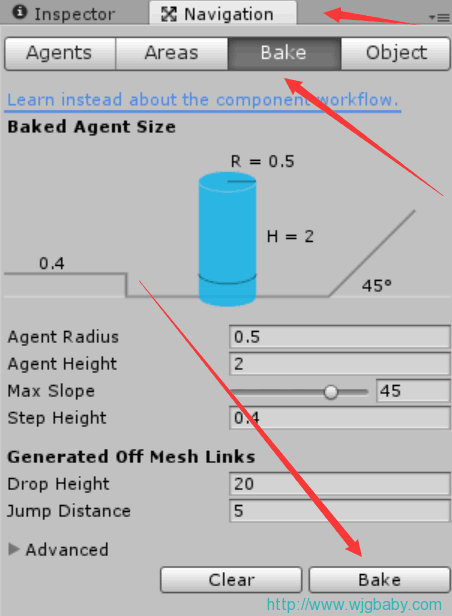 Inspector Navigation
Agents Areas Bake Object
Learn instead about the component workflow.
Baked Agent Size
R = 0.5
H = 2
0.4
45°
Agent Radius 0.5
Agent Height 2
Max Slope 45
Step Height 0.4
Generated Off Mesh Links
Drop Height 20
Jump Distance 5
Advanced
Clear Bake
http://www.wjgbaby.com